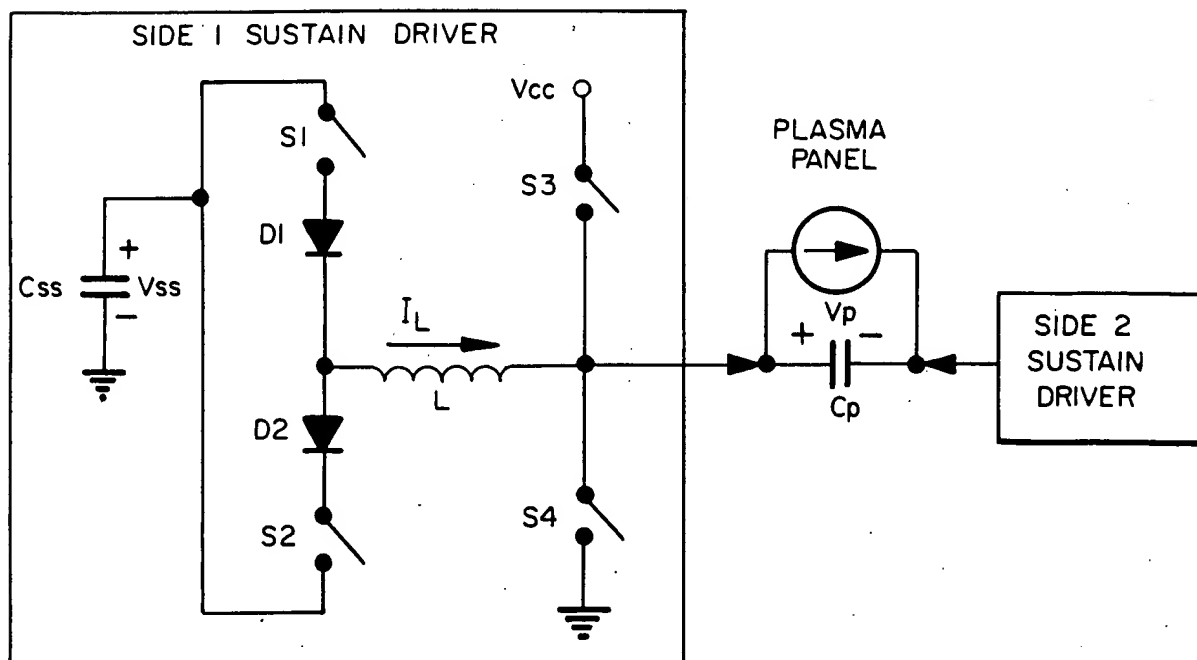 SIDE 1 SUSTAIN DRIVER
Vcc
S1
S3
PLASMA
PANEL
D1
+
Css
Vss
−
IL
L
Vp
+
−
Cp
SIDE 2
SUSTAIN
DRIVER
D2
S2
S4